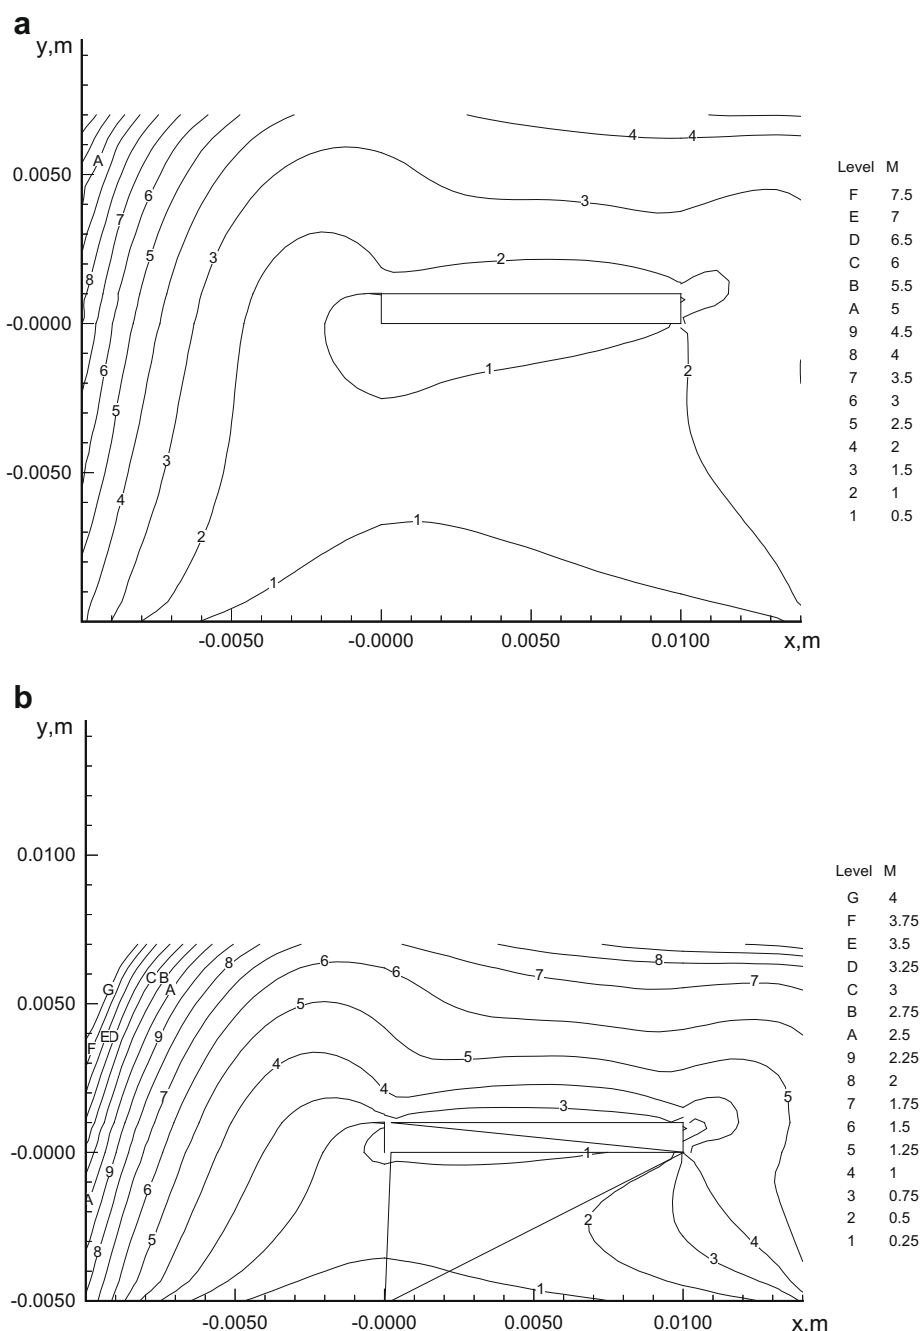 a
y,m
4 4
A
0.0050
6
3
7
5
3
2
8
-0.0000
6
1
2
5
3
-0.0050
4
1
2
1
-0.0050 -0.0000 0.0050 0.0100 x,m
Level M
F 7.5
E 7
D 6.5
C 6
B 5.5
A 5
9 4.5
8 4
7 3.5
6 3
5 2.5
4 2
3 1.5
2 1
1 0.5
b
y,m
0.0100
8 6 8
6 7 7
C B
G A
0.0050 5
F E D 9
5
4
4
7 5
3
-0.0000 1
9
6
A
2
5 4
8 3
1
-0.0050
-0.0050 -0.0000 0.0050 0.0100 x,m
Level M
G 4
F 3.75
E 3.5
D 3.25
C 3
B 2.75
A 2.5
9 2.25
8 2
7 1.75
6 1.5
5 1.25
4 1
3 0.75
2 0.5
1 0.25